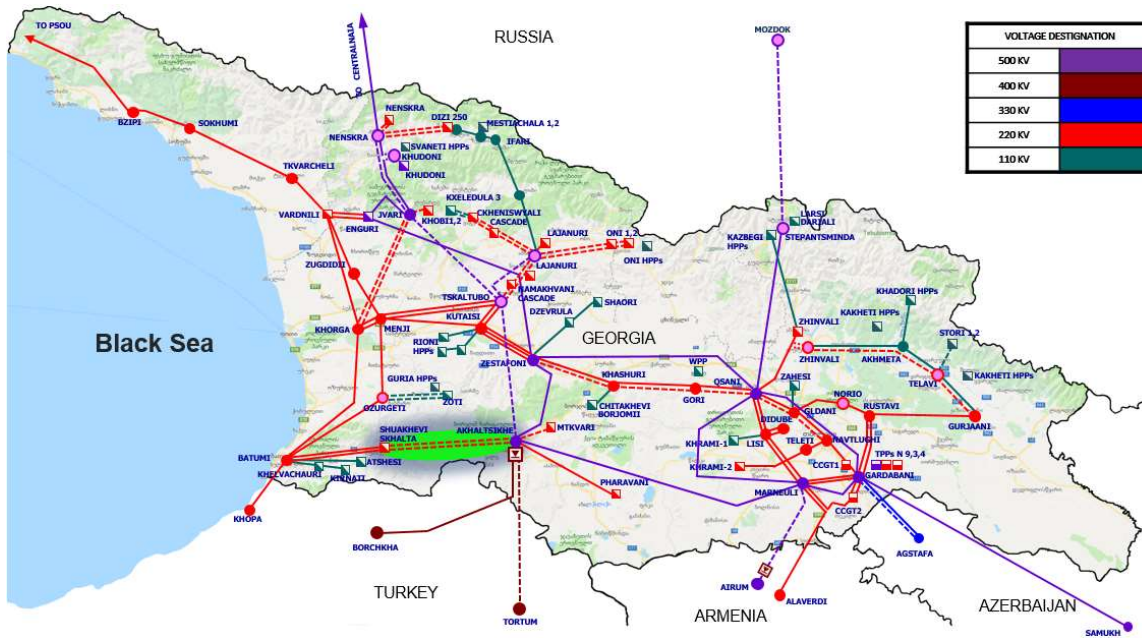 TO PSOU
CENTRALNAIA
RUSSIA
MOZDOK
VOLTAGE DESTIGNATION
500 KV
400 KV
330 KV
220 KV
110 KV
BZIPI
SOKHUMI
NENSKRA
DIZI 250
MESTIACHALA 1,2
NENSKRA
IFARI
SVANETI HPPs
KHUDONI
KHUDONI
TKVARCHELI
KXELEDULA 3
VARDNILI
JVARI
ENGURI
KHOBI1,2
CKHENISWYALI
CASCADE
LAJANURI
ONI 1,2
ONI HPPs
LAJANURI
LARSI
DARIALI
KAZBEGI
HPPs
STEPANTSMINDA
ZUGDIDJI
NAMAKHVANI
CASCADE
TSKALTUBO
KUTAISI
DZEVRULA
SHAORI
KHADORI HPPs
KAKHETI HPPs
STORI 1,2
ZHINVALI
ZHINVALI
AKHMETA
TELAVI
KAKHETI HPPs
GURJAANI
Black Sea
GEORGIA
KHORGA
MENJI
RIONI
HPPs
ZESTAFONI
KHASHURI
WPP
QSANI
ZAHESI
NORIO
GORI
CHITAKHEVI
BORJOMII
GURIA HPPs
ZOTI
OZURGETI
DIDUBE
GLDANI
RUSTAVI
SHUAKHEVI
SKHALTA
AKHALTSIKHE
MTKVARI
KHRAMI-1
LISI
TELETI
NAVTLUGHI
KHRAMI-2
CCGT1
TPPs N 9,3,4
GARDABANI
BATUMI
KHELVACHAURI
ATSHESI
KIRNATI
PHARAVANI
MARNEULI
CCGT2
KHOPA
BORCHKHA
AGSTAFA
TURKEY
TORTUM
AIRUM
ALAVERDI
ARMENIA
AZERBAIJAN
SAMUKH